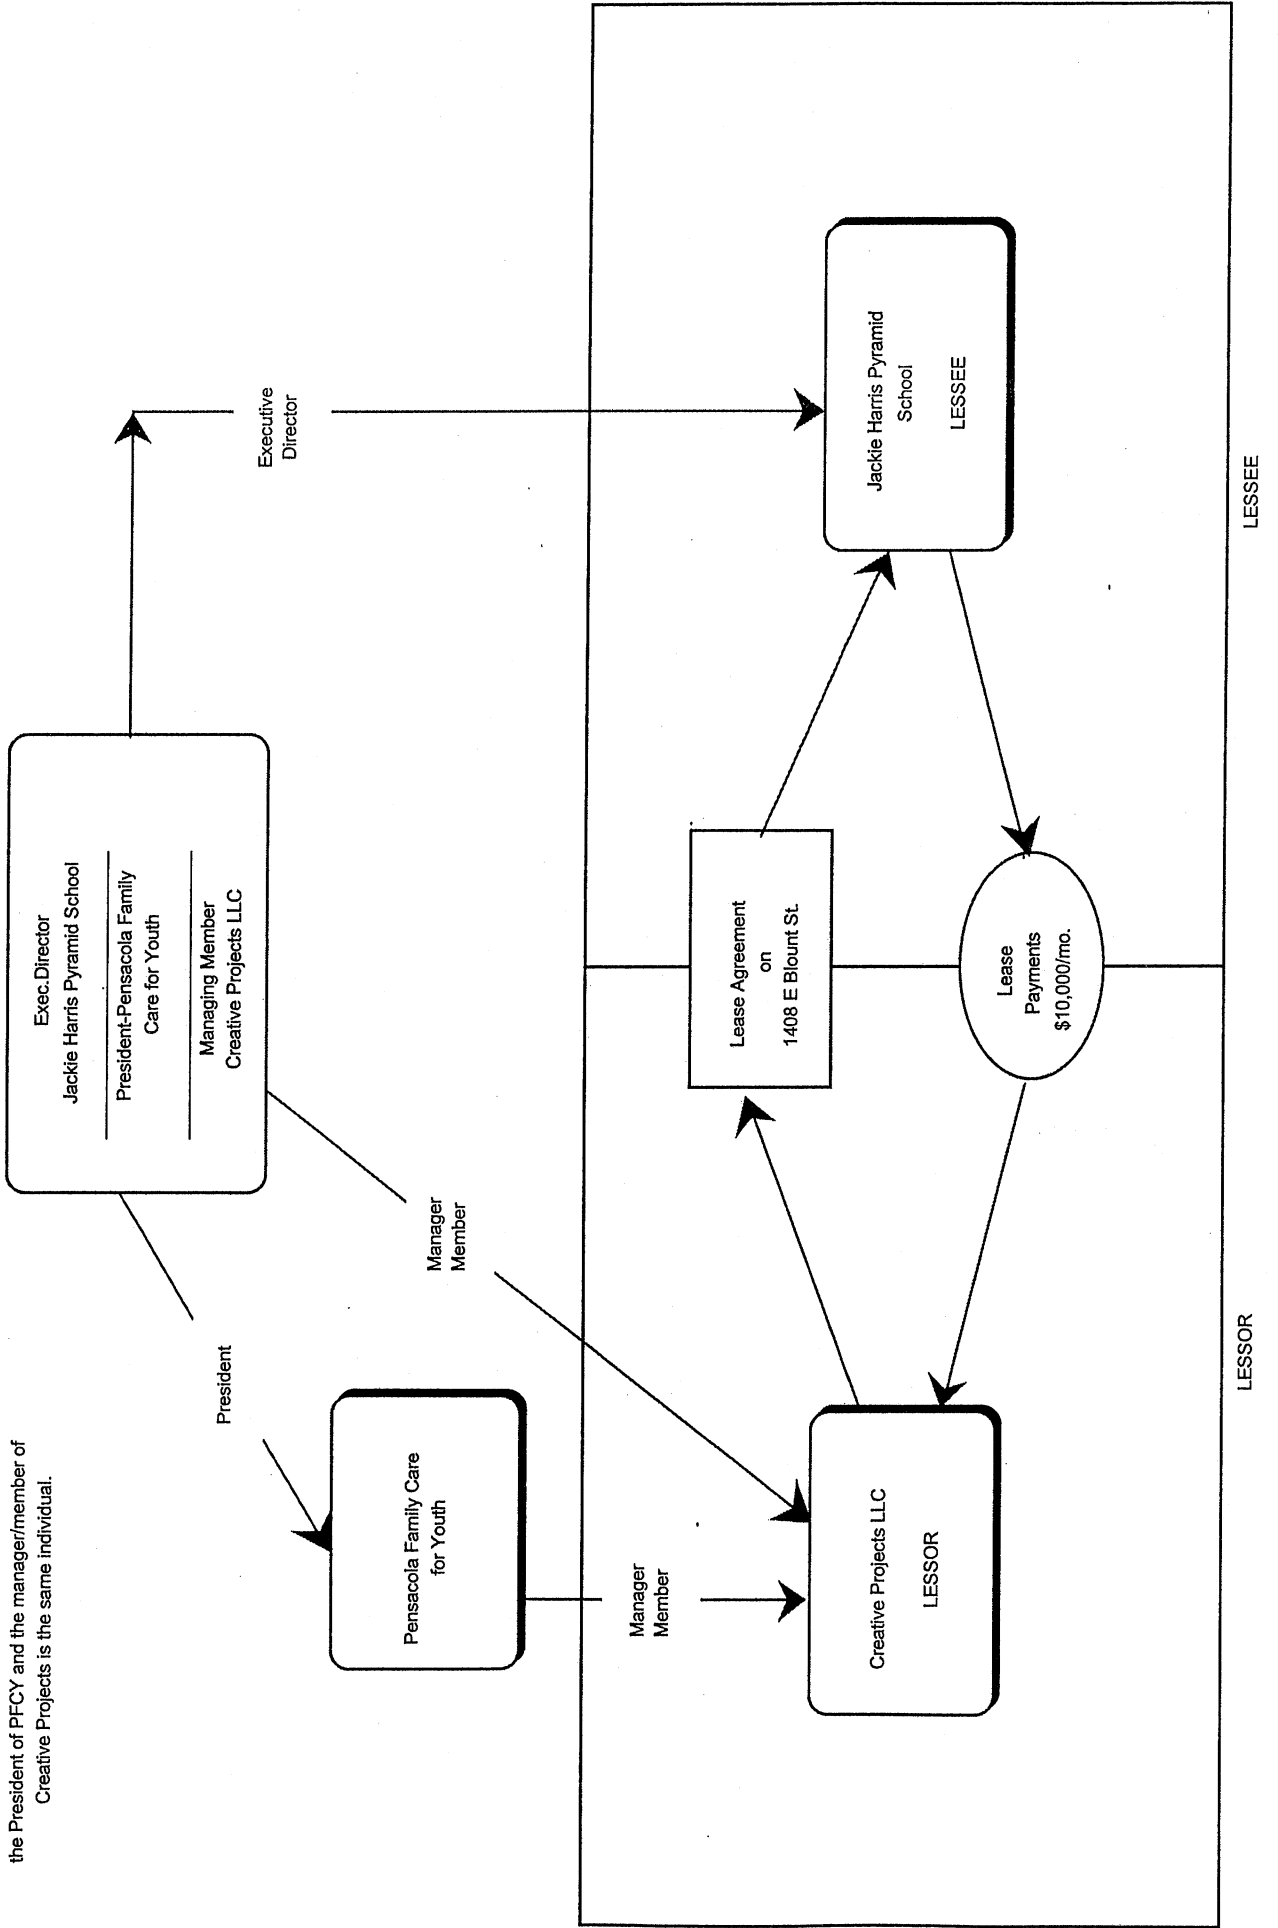 the President of PFCY and the manager/member of
Creative Projects is the same individual.
Exec.Director
Jackie Harris Pyramid School
President-Pensacola Family
Care for Youth
Managing Member
Creative Projects LLC
President
Manager
Member
Executive
Director
Pensacola Family Care
for Youth
Manager
Member
Creative Projects LLC
LESSOR
Lease Agreement
on
1408 E Blount St.
Lease
Payments
$10,000/mo.
Jackie Harris Pyramid
School
LESSEE
LESSOR
LESSEE